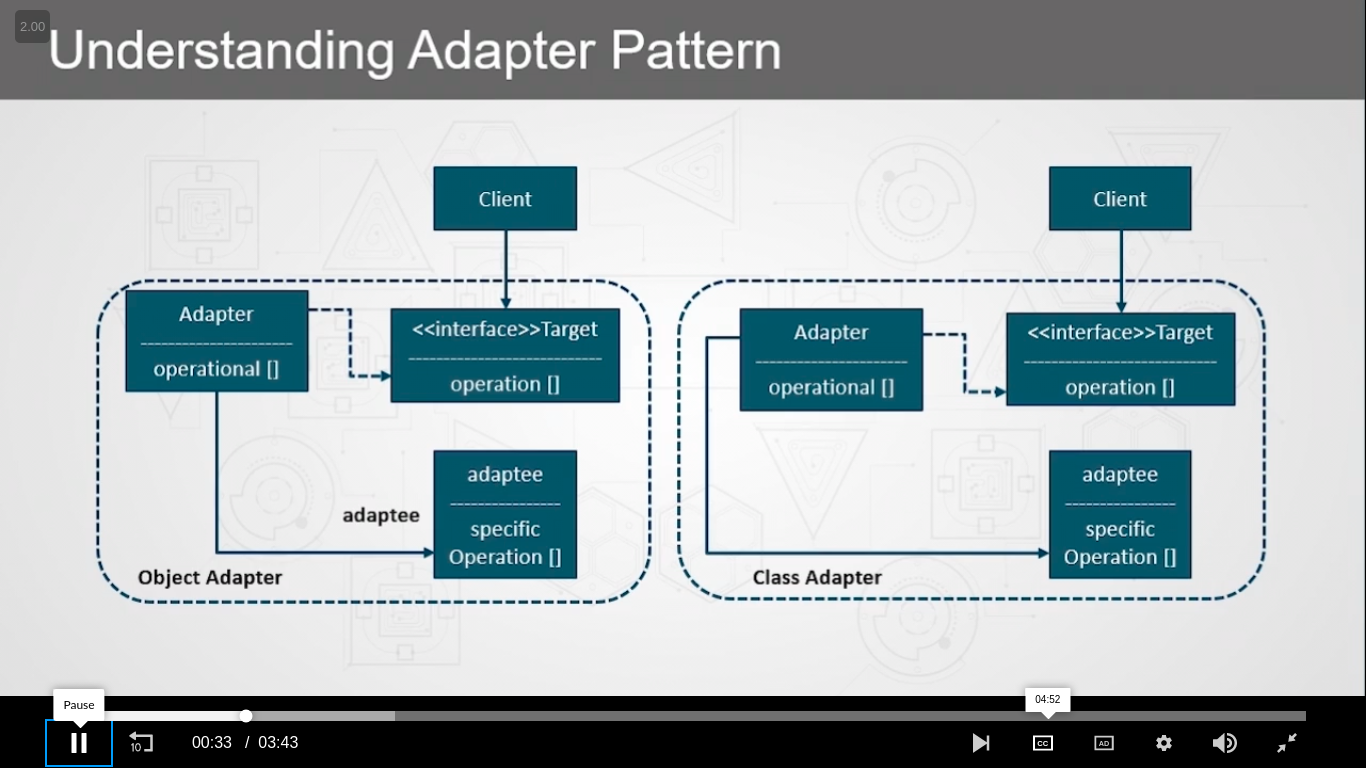 2.00
Understanding Adapter Pattern
Client
Adapter
operational []
<<interface>>Target
operation []
adaptee
adaptee
specific
Operation []
Object Adapter
Client
Adapter
operational []
<<interface>>Target
operation []
adaptee
specific
Operation []
Class Adapter
Pause
04:52
10
00:33 / 03:43
CC
AD